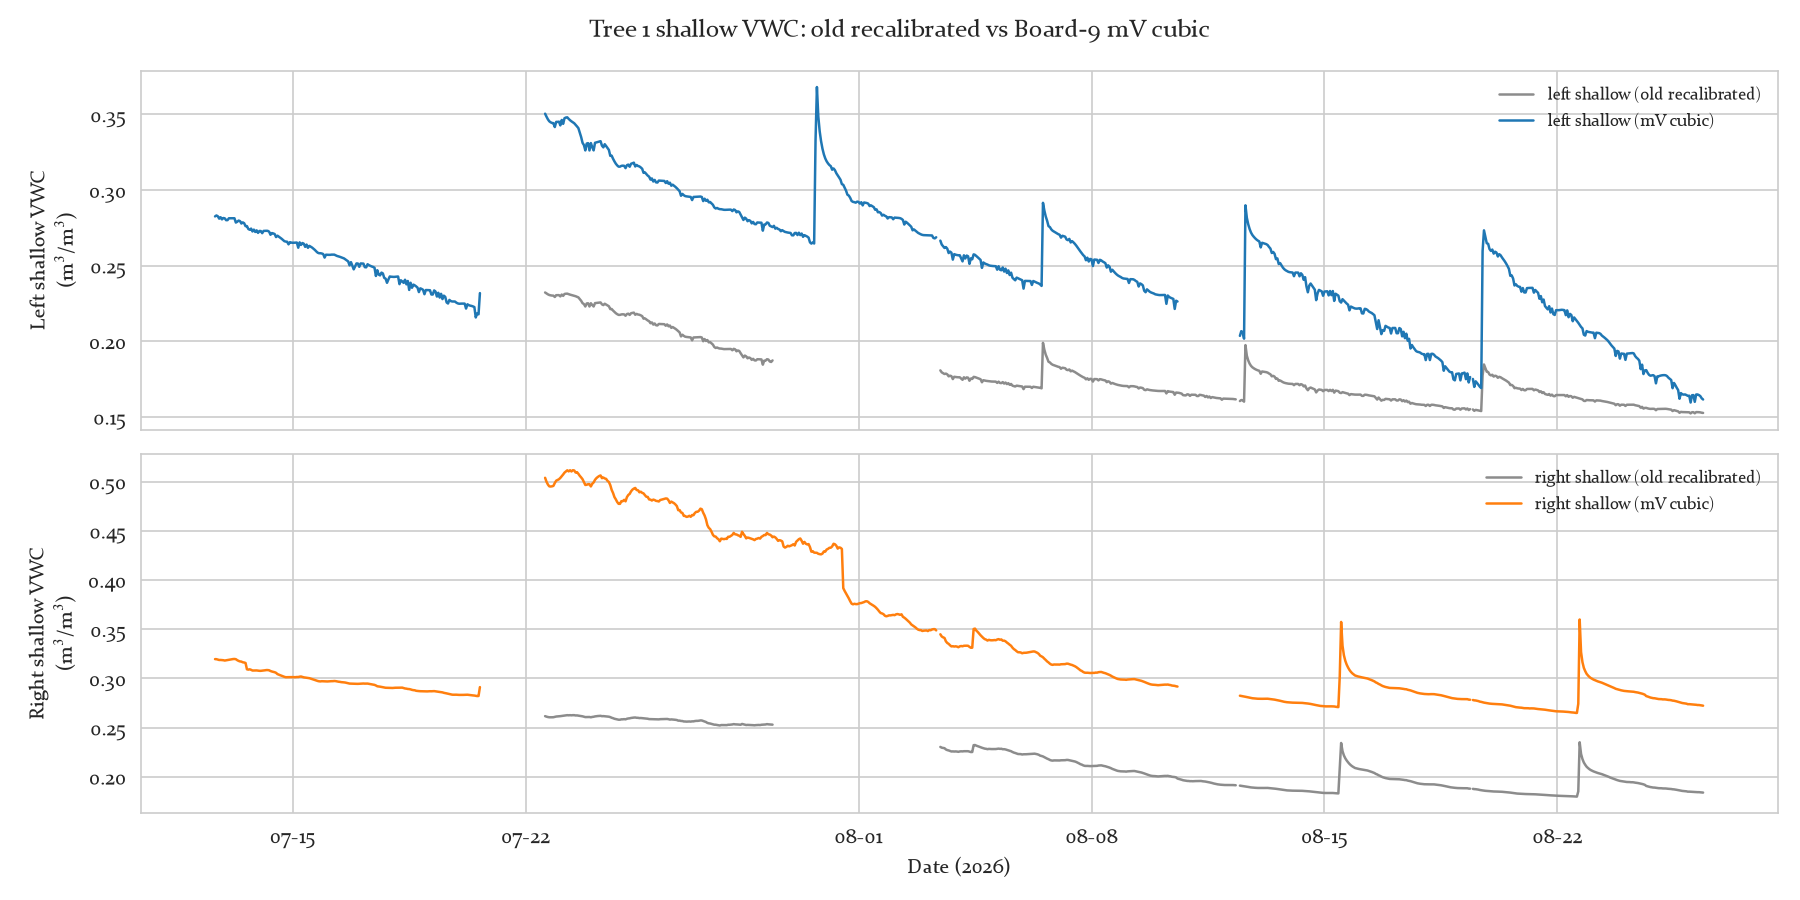 Tree 1 shallow VWC: old recalibrated vs Board-9 mV cubic
Left shallow VWC
(m³/m³)
0.35
0.30
0.25
0.20
0.15
left shallow (old recalibrated)
left shallow (mV cubic)
Right shallow VWC
(m³/m³)
0.50
0.45
0.40
0.35
0.30
0.25
0.20
right shallow (old recalibrated)
right shallow (mV cubic)
07-15
07-22
08-01
08-08
08-15
08-22
Date (2026)